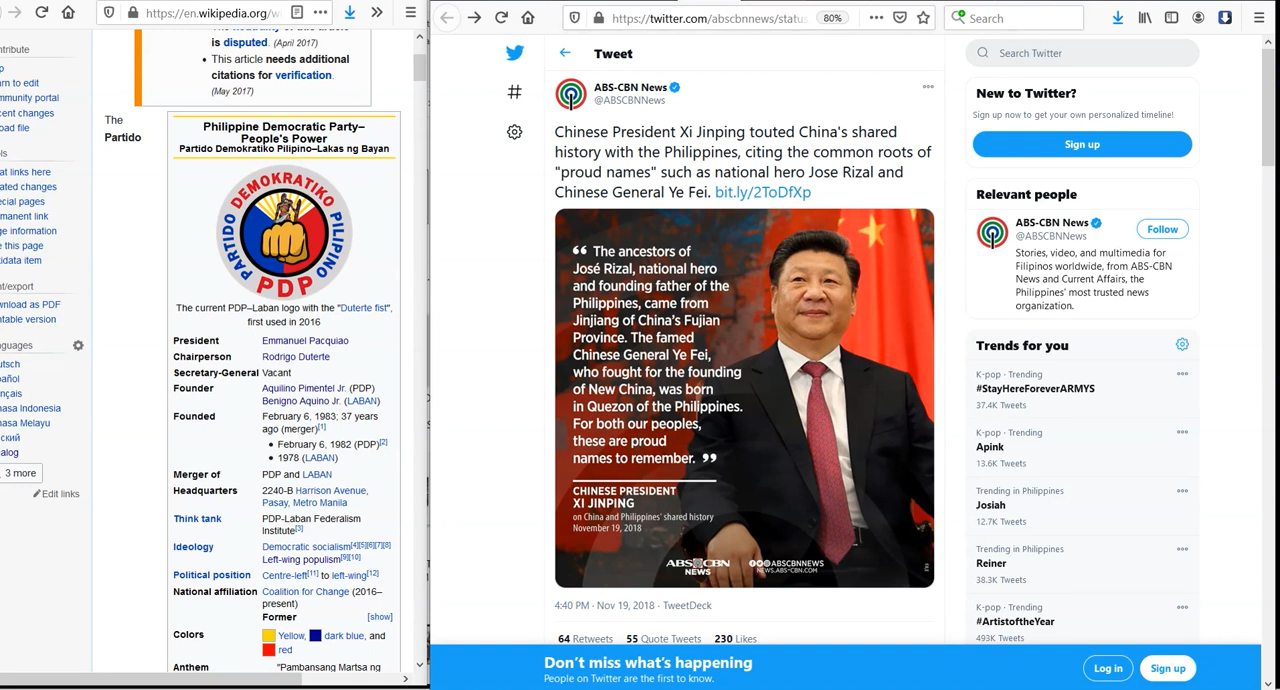 https://en.wikipedia.org/w
is disputed. (April 2017)
This article needs additional
citations for verification.
(May 2017)
The
Partido
ntribute
rn to edit
mmunity portal
cent changes
load file
at links here
ated changes
ecial pages
manent link
ge information
e this page
idata item
nt/export
wnload as PDF
ntable version
nguages
utsch
pañol
nçais
asa Indonesia
asa Melayu
ский
alog
3 more
Edit links
Philippine Democratic Party–
People's Power
Partido Demokratiko Pilipino–Lakas ng Bayan
PARTIDO DEMOKRATIKO PILIPINO
PDP
The current PDP–Laban logo with the "Duterte fist",
first used in 2016
President Emmanuel Pacquiao
Chairperson Rodrigo Duterte
Secretary-General Vacant
Founder Aquilino Pimentel Jr. (PDP)
Benigno Aquino Jr. (LABAN)
Founded February 6, 1983; 37 years
ago (merger)[1]
February 6, 1982 (PDP)[2]
1978 (LABAN)
Merger of PDP and LABAN
Headquarters 2240-B Harrison Avenue,
Pasay, Metro Manila
Think tank PDP-Laban Federalism
Institute[3]
Ideology Democratic socialism[4][5][6][7][8]
Left-wing populism[9][10]
Political position Centre-left[11] to left-wing[12]
National affiliation Coalition for Change (2016–
present)
Former [show]
Colors Yellow, dark blue, and
red
Anthem "Pambansang Martsa ng
https://twitter.com/abscbnnews/status
80%
Search
Tweet
ABS-CBN News
@ABSCBNNews
Chinese President Xi Jinping touted China's shared
history with the Philippines, citing the common roots of
"proud names" such as national hero Jose Rizal and
Chinese General Ye Fei. bit.ly/2ToDfXp
“ The ancestors of
José Rizal, national hero
and founding father of the
Philippines, came from
Jinjiang of China’s Fujian
Province. The famed
Chinese General Ye Fei,
who fought for the founding
of New China, was born
in Quezon of the Philippines.
For both our peoples,
these are proud
names to remember. ”
CHINESE PRESIDENT
XI JINPING
on China and Philippines' shared history
November 19, 2018
ABS CBN
NEWS
@ABSCBNNEWS
NEWS.ABS-CBN.COM
4:40 PM · Nov 19, 2018 · TweetDeck
64 Retweets 55 Quote Tweets 230 Likes
Search Twitter
New to Twitter?
Sign up now to get your own personalized timeline!
Sign up
Relevant people
ABS-CBN News
@ABSCBNNews
Follow
Stories, video, and multimedia for
Filipinos worldwide, from ABS-CBN
News and Current Affairs, the
Philippines' most trusted news
organization.
Trends for you
K-pop · Trending
#StayHereForeverARMYS
37.4K Tweets
K-pop · Trending
Apink
13.6K Tweets
Trending in Philippines
Josiah
12.7K Tweets
Trending in Philippines
Reiner
38.3K Tweets
K-pop · Trending
#ArtistoftheYear
493K Tweets
Don’t miss what’s happening
People on Twitter are the first to know.
Log in
Sign up